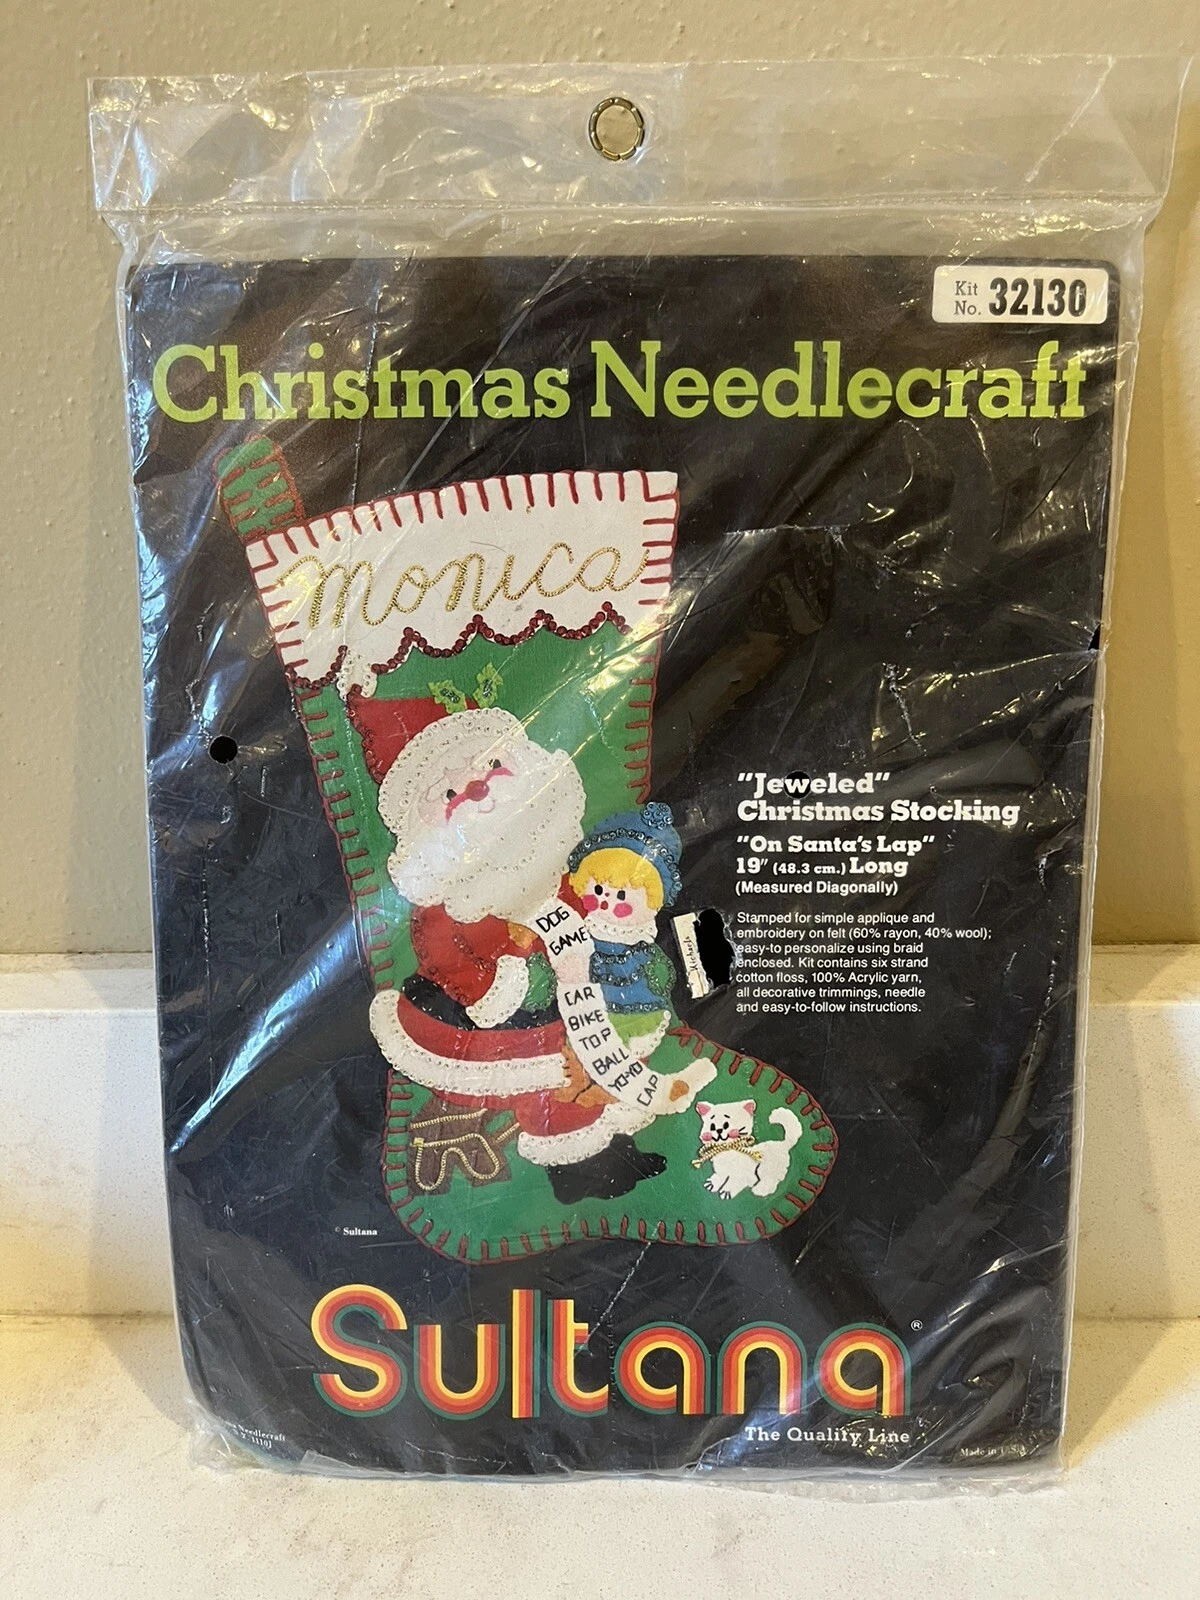 Kit
No. 32130
Christmas Needlecraft
Monica
"Jeweled"
Christmas Stocking
"On Santa's Lap"
19" (48.3 cm.) Long
(Measured Diagonally)
DOG
GAME
CAR
BIKE
TOP
BALL
YO-YO
CAP
Michaels
Stamped for simple applique and
embroidery on felt (60% rayon, 40% wool);
easy-to personalize using braid
enclosed. Kit contains six strand
cotton floss, 100% Acrylic yarn,
all decorative trimmings, needle
and easy-to-follow instructions.
© Sultana
Sultana®
The Quality Line
Needlecraft
Made in U.S.A.